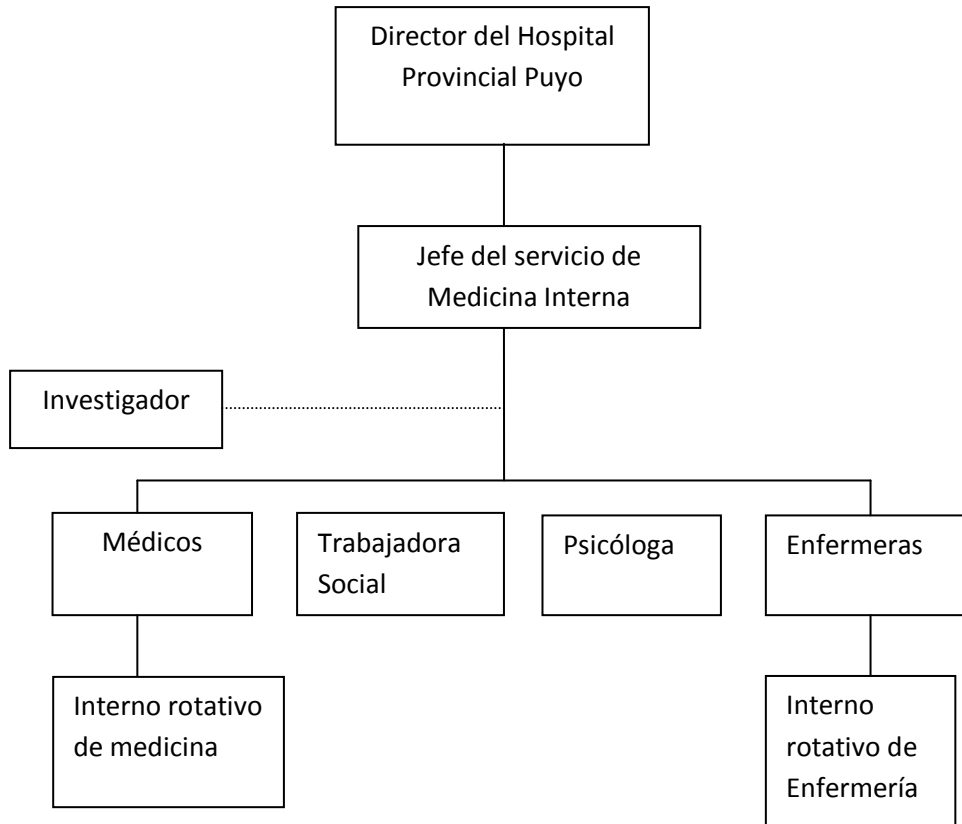 Director del Hospital
Provincial Puyo
Jefe del servicio de
Medicina Interna
Investigador
Médicos
Trabajadora
Social
Psicóloga
Enfermeras
Interno rotativo
de medicina
Interno
rotativo de
Enfermería